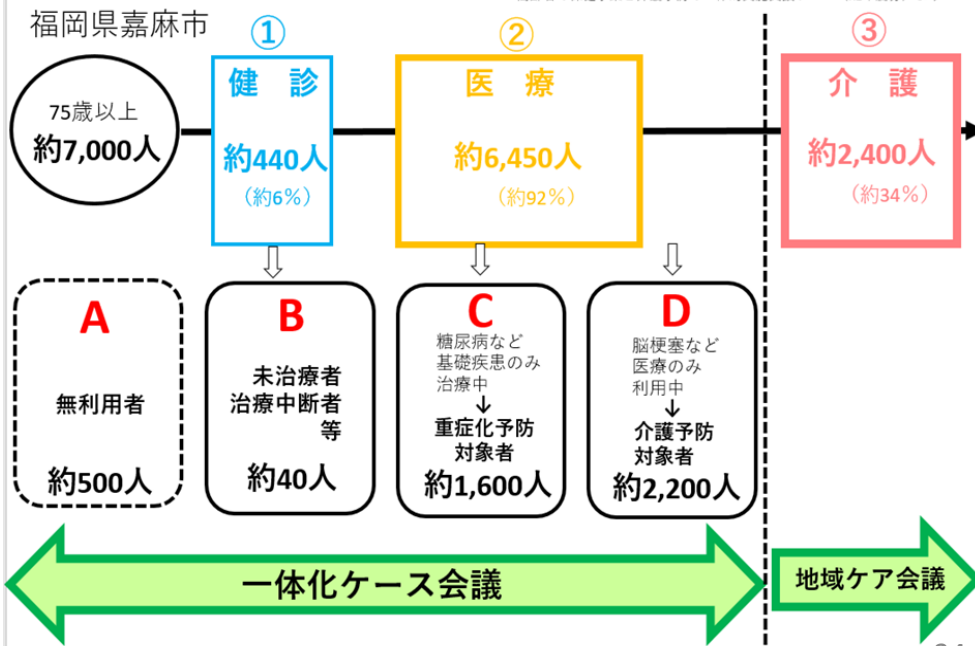 福岡県嘉麻市
①
②
③
75歳以上
約7,000人
健　診
約440人
（約6％）
医　療
約6,450人
（約92％）
介　護
約2,400人
（約34％）
A
無利用者
約500人
B
未治療者
治療中断者
等
約40人
C
糖尿病など
基礎疾患のみ
治療中
↓
重症化予防
対象者
約1,600人
D
脳梗塞など
医療のみ
利用中
↓
介護予防
対象者
約2,200人
一体化ケース会議
地域ケア会議